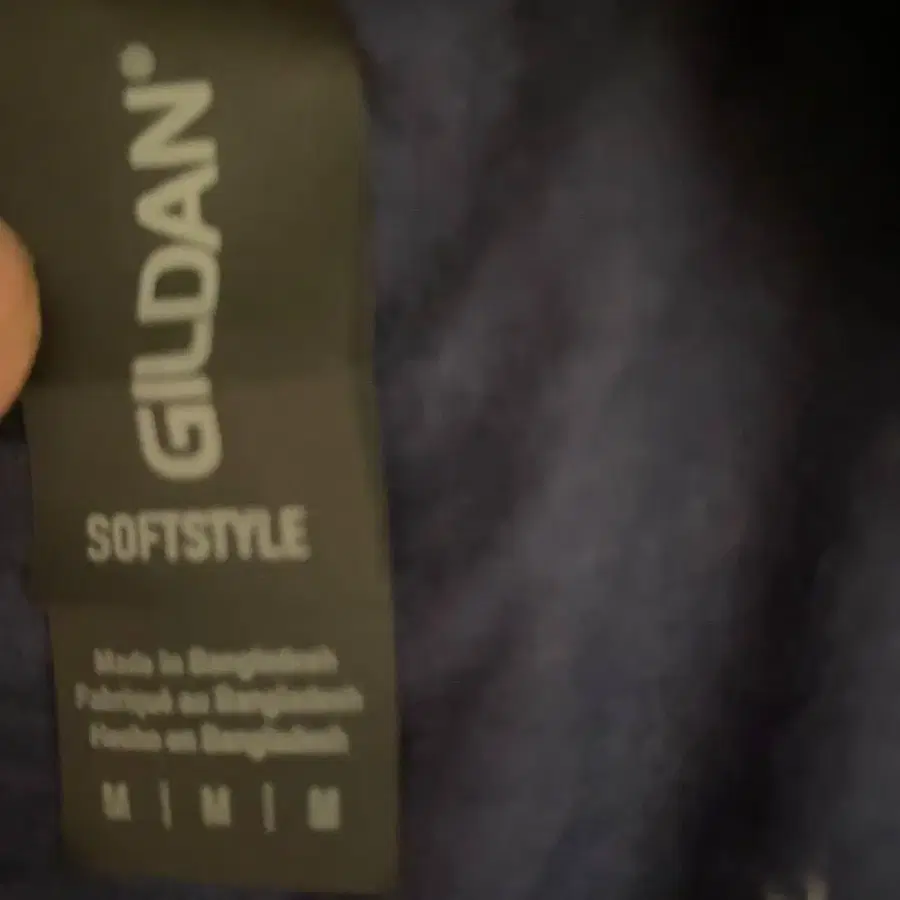 GILDAN®
SOFTSTYLE
Made in Bangladesh
Fabriqué au Bangladesh
Hecho en Bangladesh
M | M | M